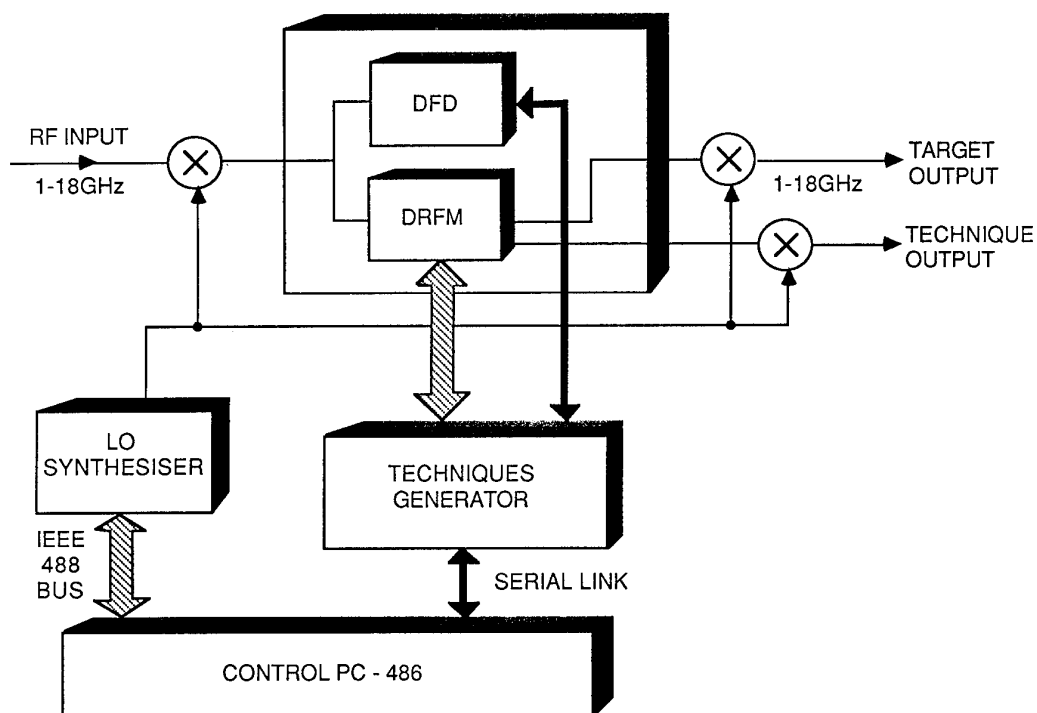 DFD
RF INPUT
1-18GHz
DRFM
1-18GHz
TARGET
OUTPUT
TECHNIQUE
OUTPUT
LO
SYNTHESISER
TECHNIQUES
GENERATOR
IEEE
488
BUS
SERIAL LINK
CONTROL PC - 486